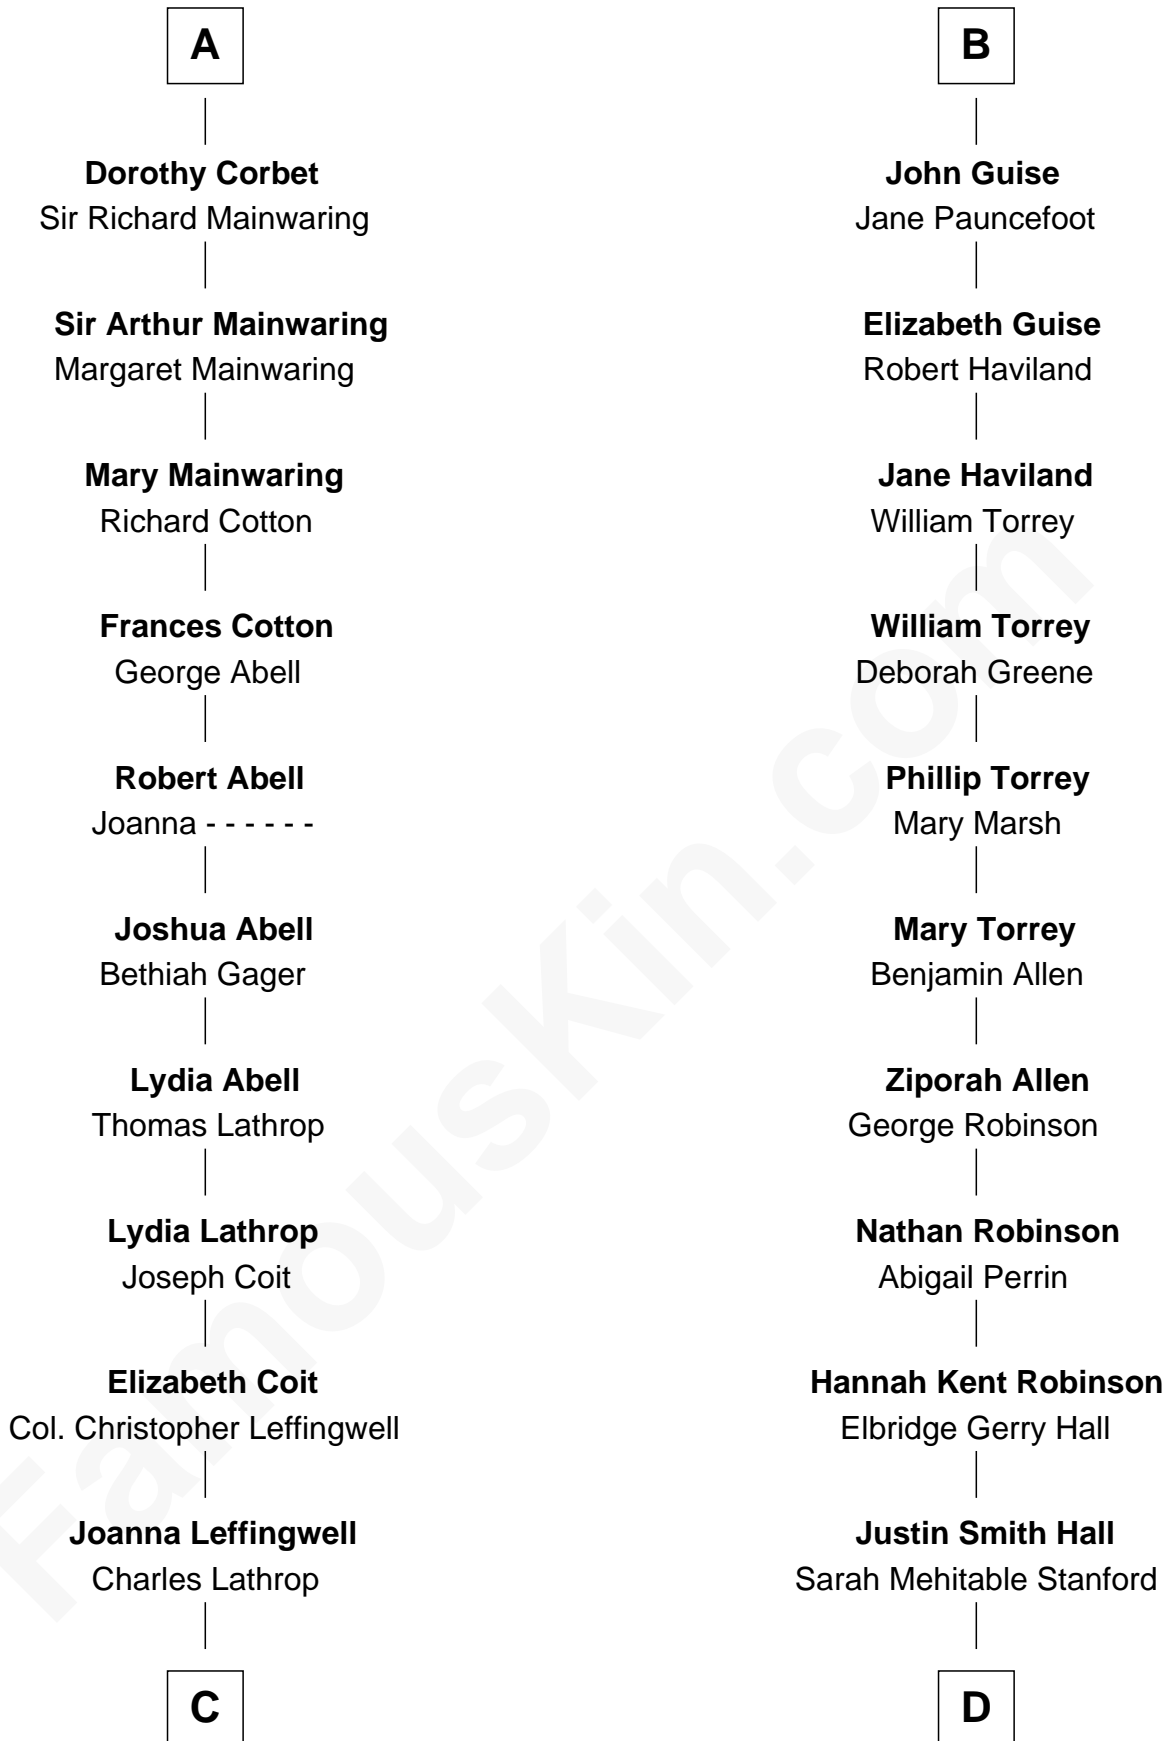 A
Dorothy Corbet
Sir Richard Mainwaring
Sir Arthur Mainwaring
Margaret Mainwaring
Mary Mainwaring
Richard Cotton
Frances Cotton
George Abell
Robert Abell
Joanna - - - - - -
Joshua Abell
Bethiah Gager
Lydia Abell
Thomas Lathrop
Lydia Lathrop
Joseph Coit
Elizabeth Coit
Col. Christopher Leffingwell
Joanna Leffingwell
Charles Lathrop
C
B
John Guise
Jane Pauncefoot
Elizabeth Guise
Robert Haviland
Jane Haviland
William Torrey
William Torrey
Deborah Greene
Phillip Torrey
Mary Marsh
Mary Torrey
Benjamin Allen
Ziporah Allen
George Robinson
Nathan Robinson
Abigail Perrin
Hannah Kent Robinson
Elbridge Gerry Hall
Justin Smith Hall
Sarah Mehitable Stanford
D
FamousKin.com